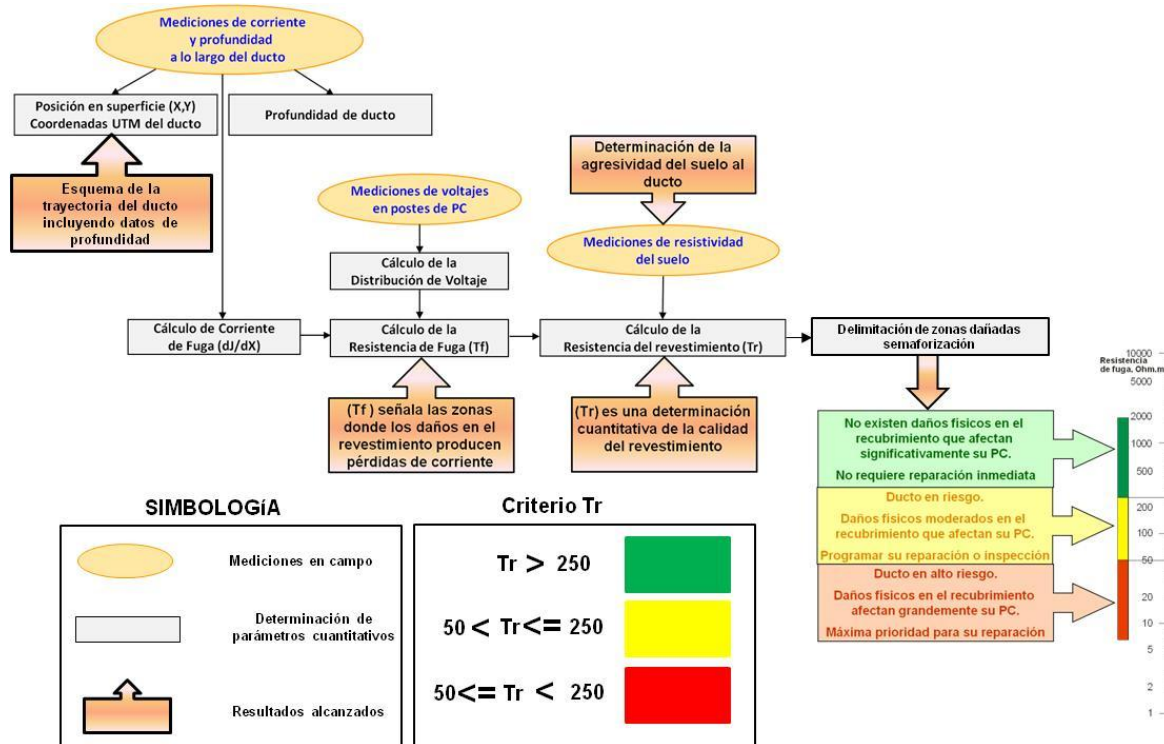 Mediciones de corriente
y profundidad
a lo largo del ducto
Posición en superficie (X,Y)
Coordenadas UTM del ducto
Profundidad de ducto
Esquema de la
trayectoria del ducto
incluyendo datos de
profundidad
Mediciones de voltajes
en postes de PC
Determinación de la
agresividad del suelo al
ducto
Mediciones de resistividad
del suelo
Cálculo de la
Distribución de Voltaje
Cálculo de Corriente
de Fuga (dJ/dX)
Cálculo de la
Resistencia de Fuga (Tf)
Cálculo de la
Resistencia del revestimiento (Tr)
Delimitación de zonas dañadas
semaforización
(Tf ) señala las zonas
donde los daños en el
revestimiento producen
pérdidas de corriente
(Tr) es una determinación
cuantitativa de la calidad
del revestimiento
No existen daños físicos en el
recubrimiento que afectan
significativamente su PC.
No requiere reparación inmediata
Ducto en riesgo.
Daños físicos moderados en el
recubrimiento que afectan su PC.
Programar su reparación o inspección
Ducto en alto riesgo.
Daños físicos en el recubrimiento
afectan grandemente su PC.
Máxima prioridad para su reparación
10000
Resistencia
de fuga, Ohm.m
5000
2000
1000
500
200
100
50
20
10
5
2
1
SIMBOLOGíA
Mediciones en campo
Determinación de
parámetros cuantitativos
Resultados alcanzados
Criterio Tr
Tr > 250
50 < Tr <= 250
50 <= Tr < 250